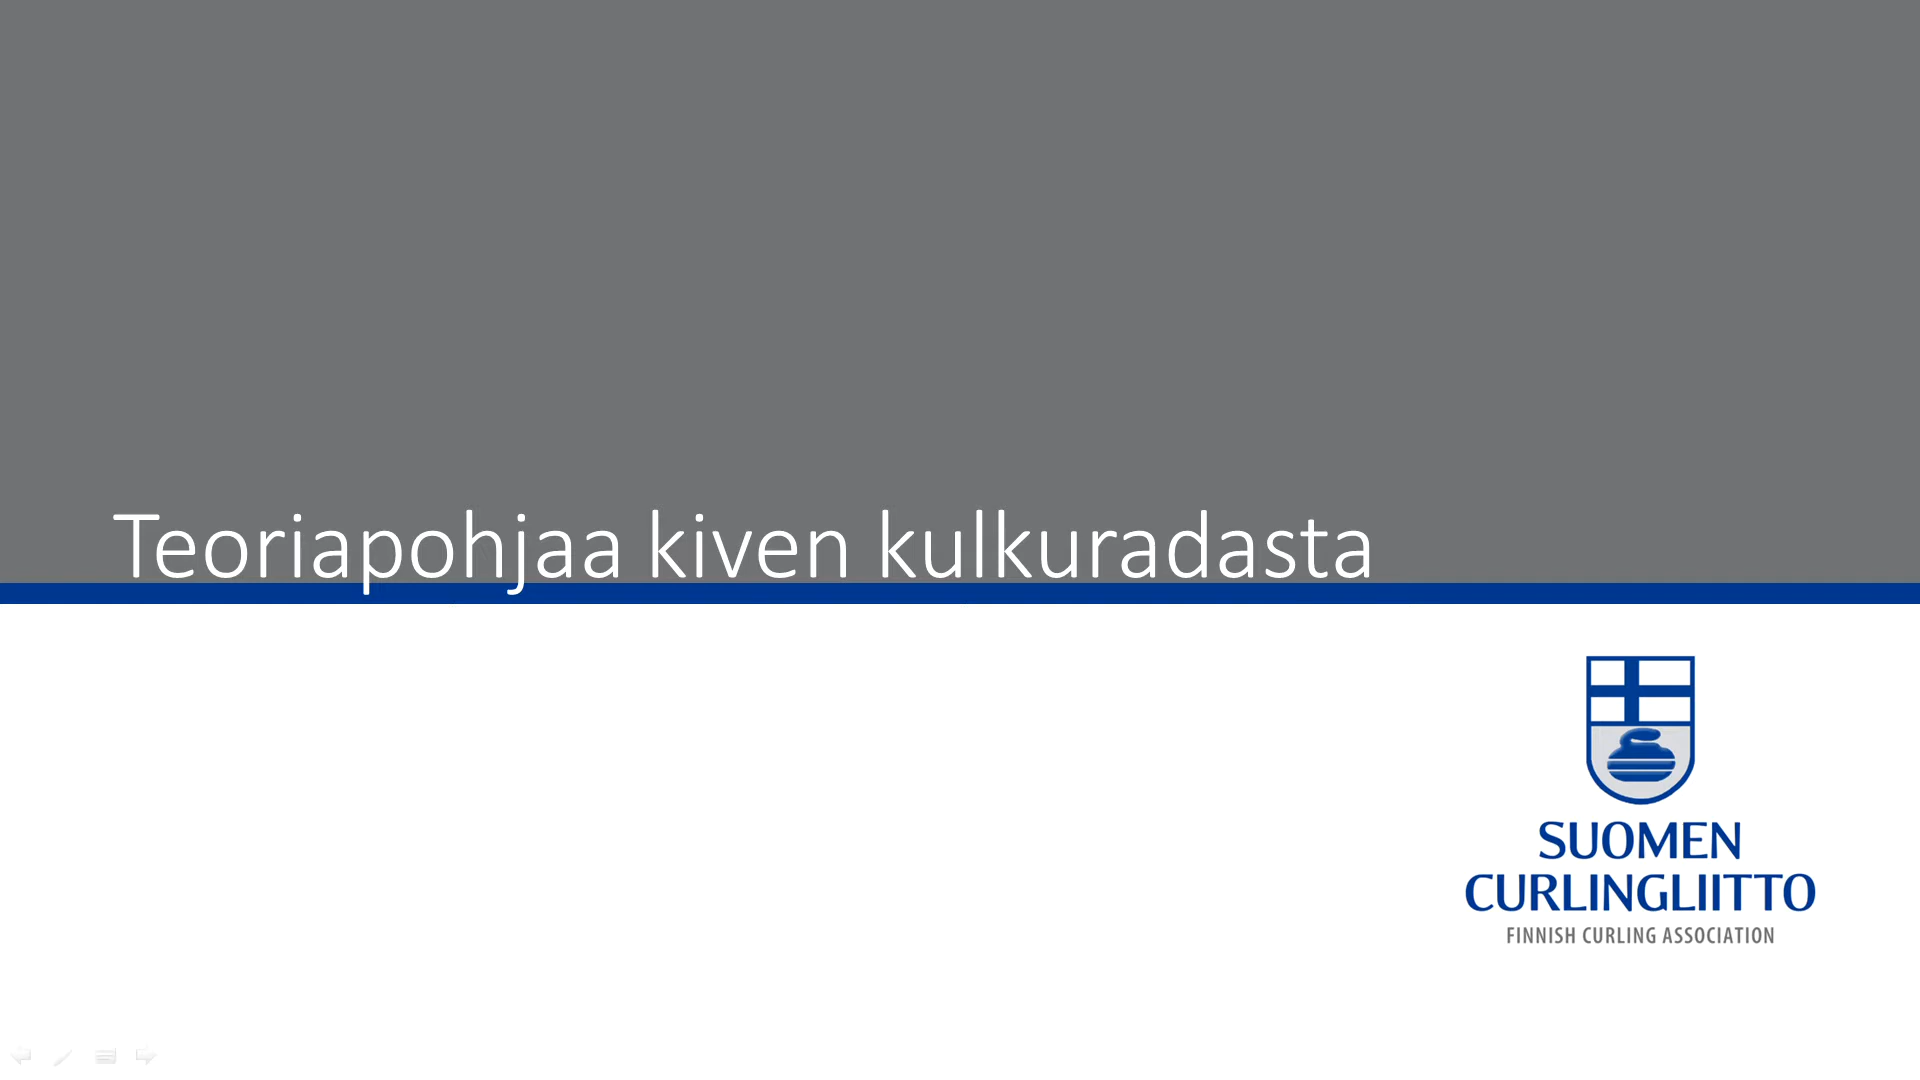 Teoriapohjaa kiven kulkuradasta
SUOMEN
CURLINGLIITTO
FINNISH CURLING ASSOCIATION